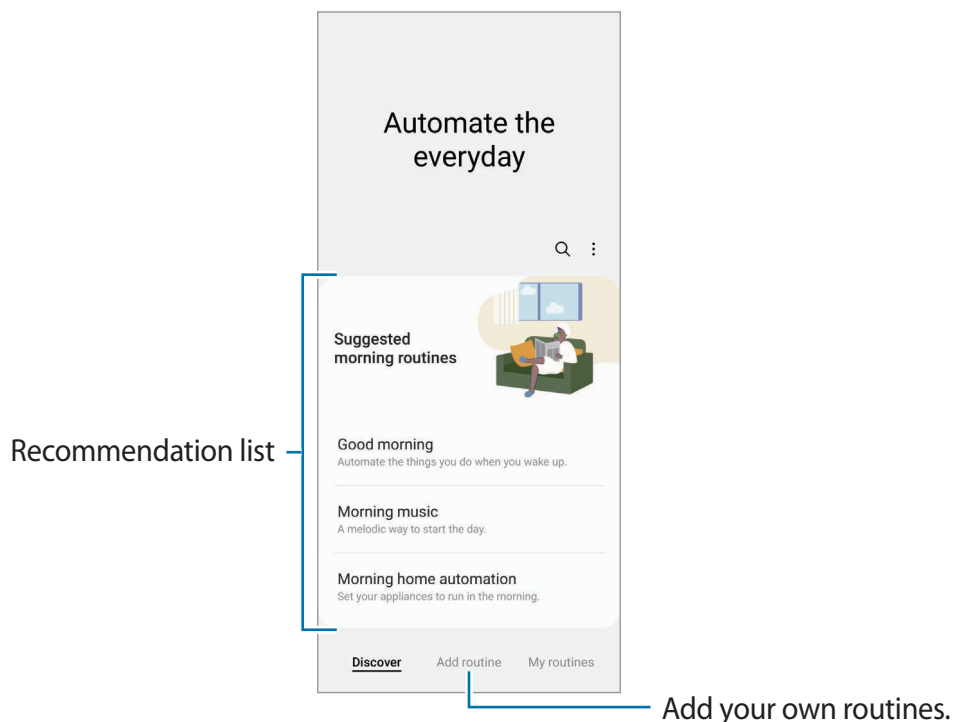 Automate the
everyday
Suggested
morning routines
Recommendation list
Good morning
Automate the things you do when you wake up.
Morning music
A melodic way to start the day.
Morning home automation
Set your appliances to run in the morning.
Discover Add routine My routines
Add your own routines.